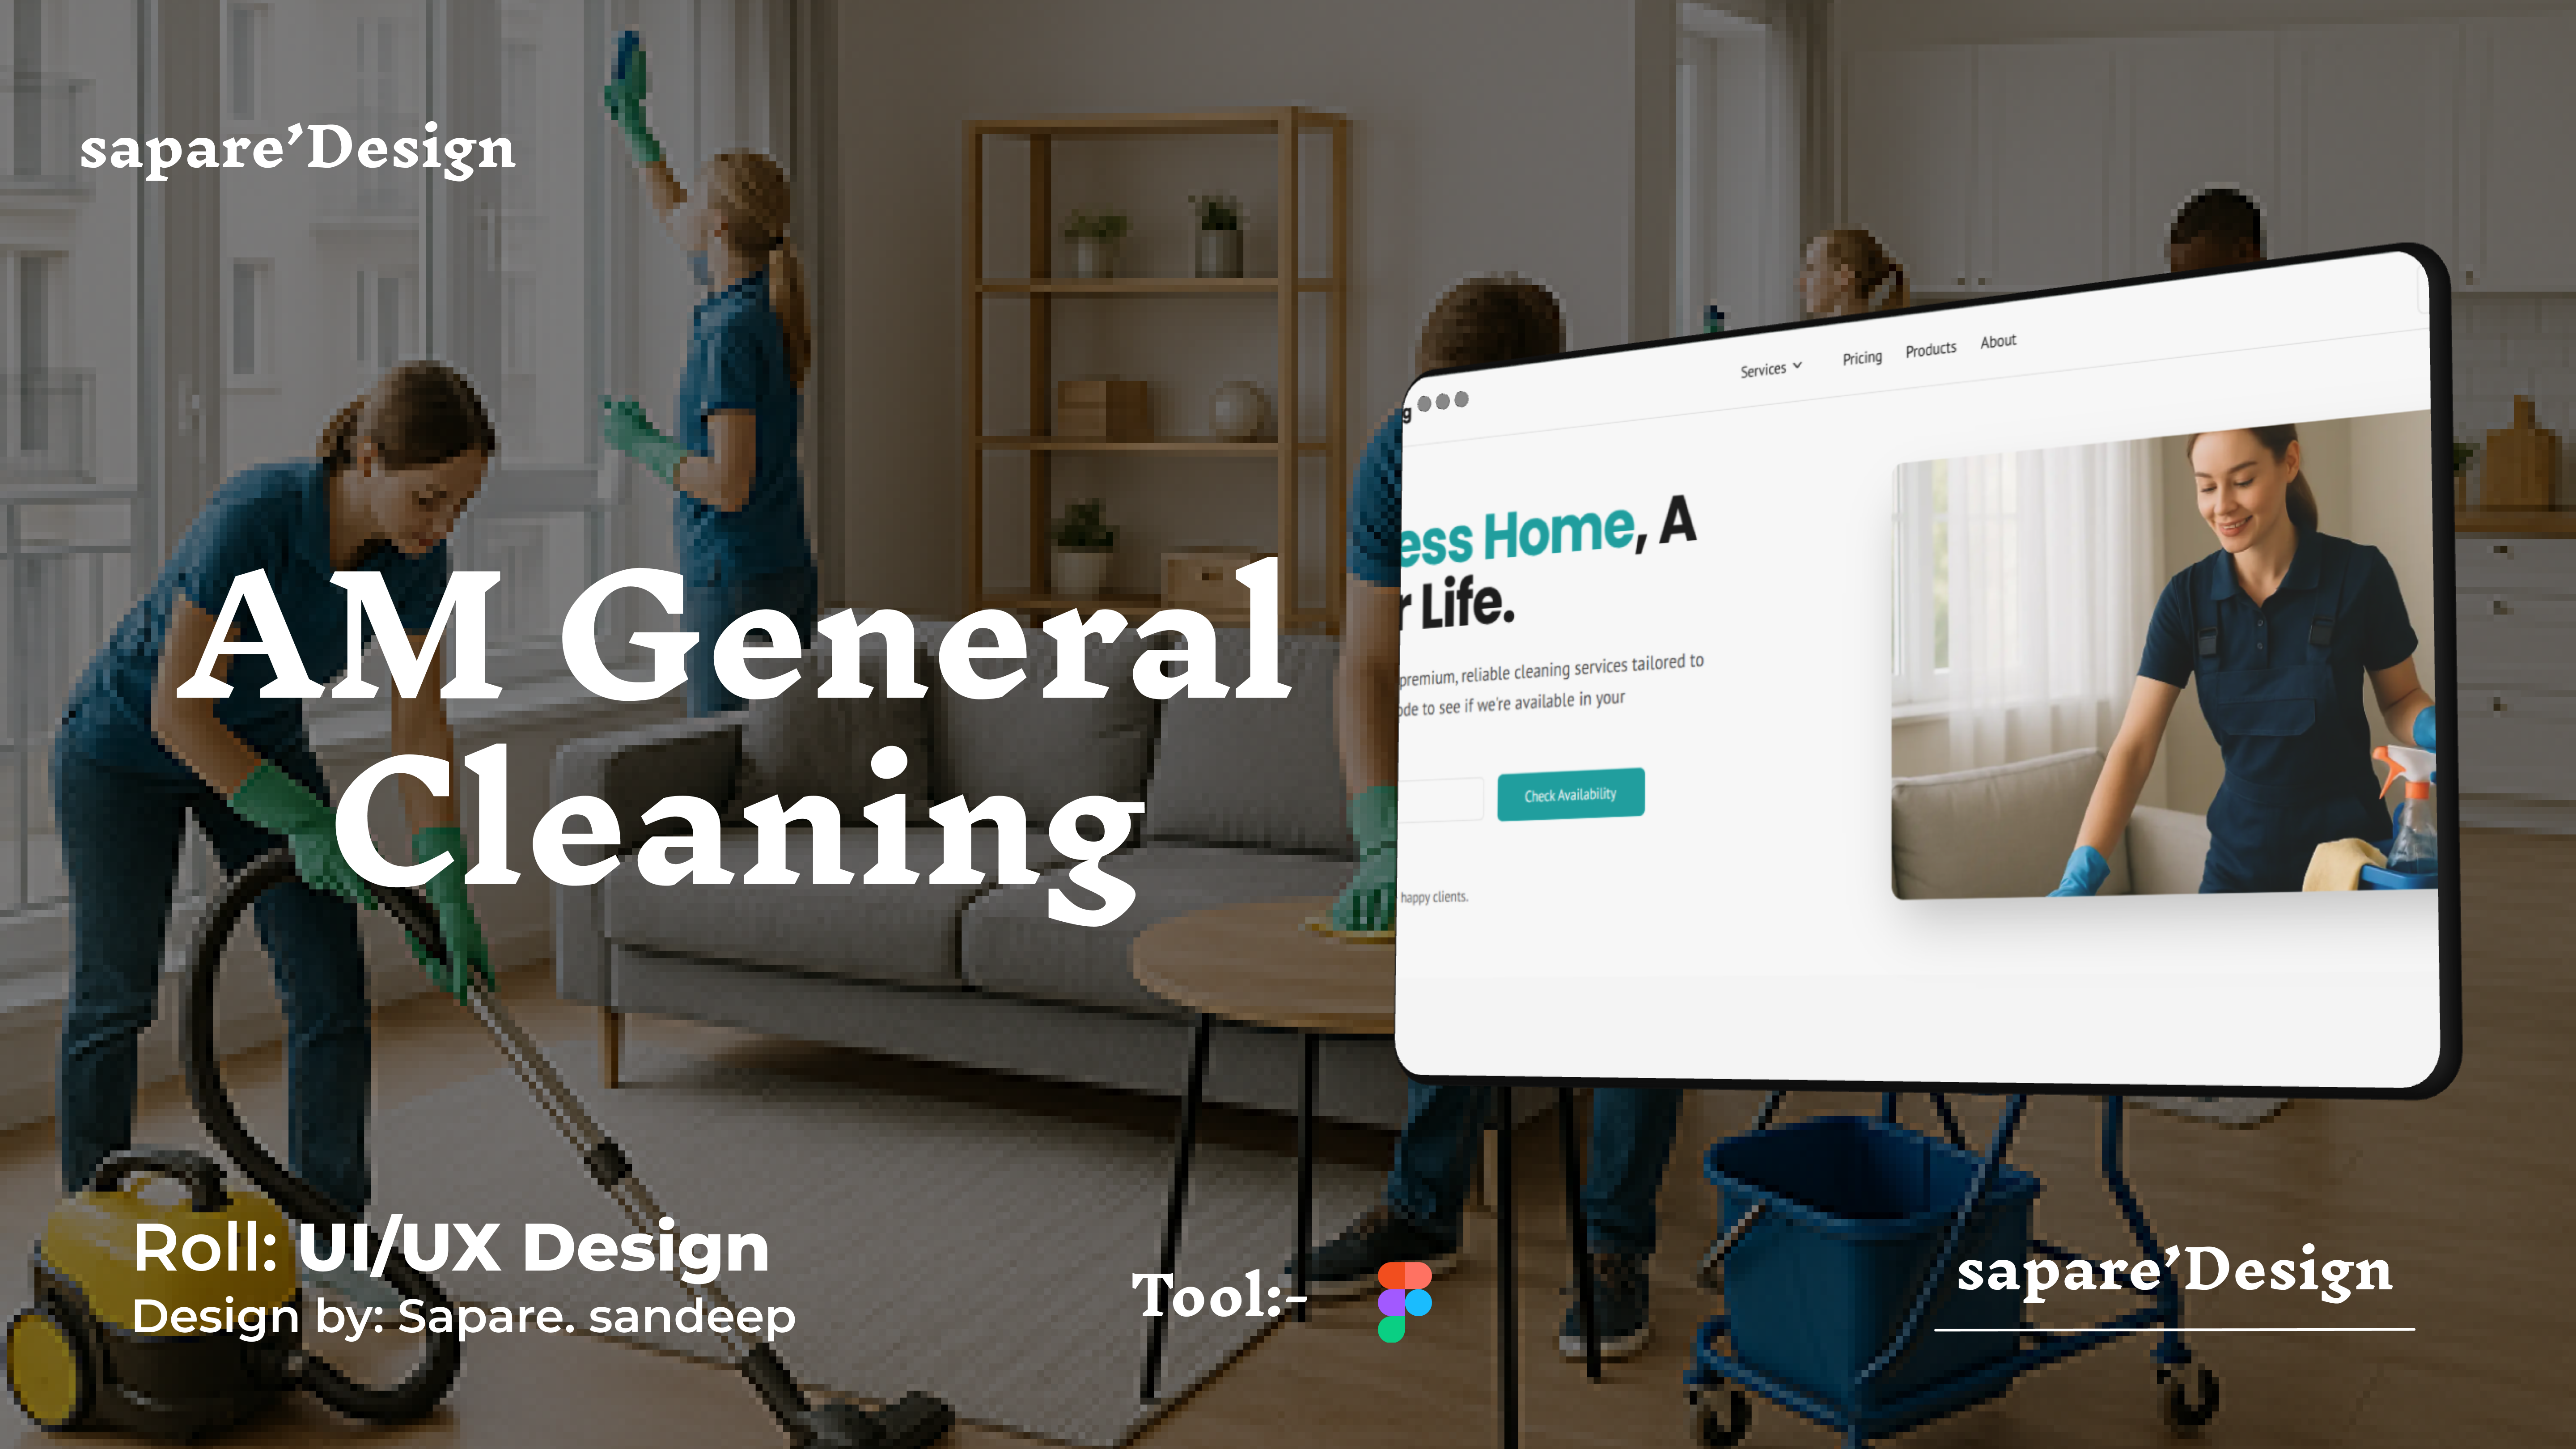 sapare’Design
AM General
Cleaning
g
Services
Pricing
Products
About
ess Home, A
r Life.
premium, reliable cleaning services tailored to
ode to see if we're available in your
Check Availability
happy clients.
Roll: UI/UX Design
Design by: Sapare. sandeep
Tool:-
sapare’Design